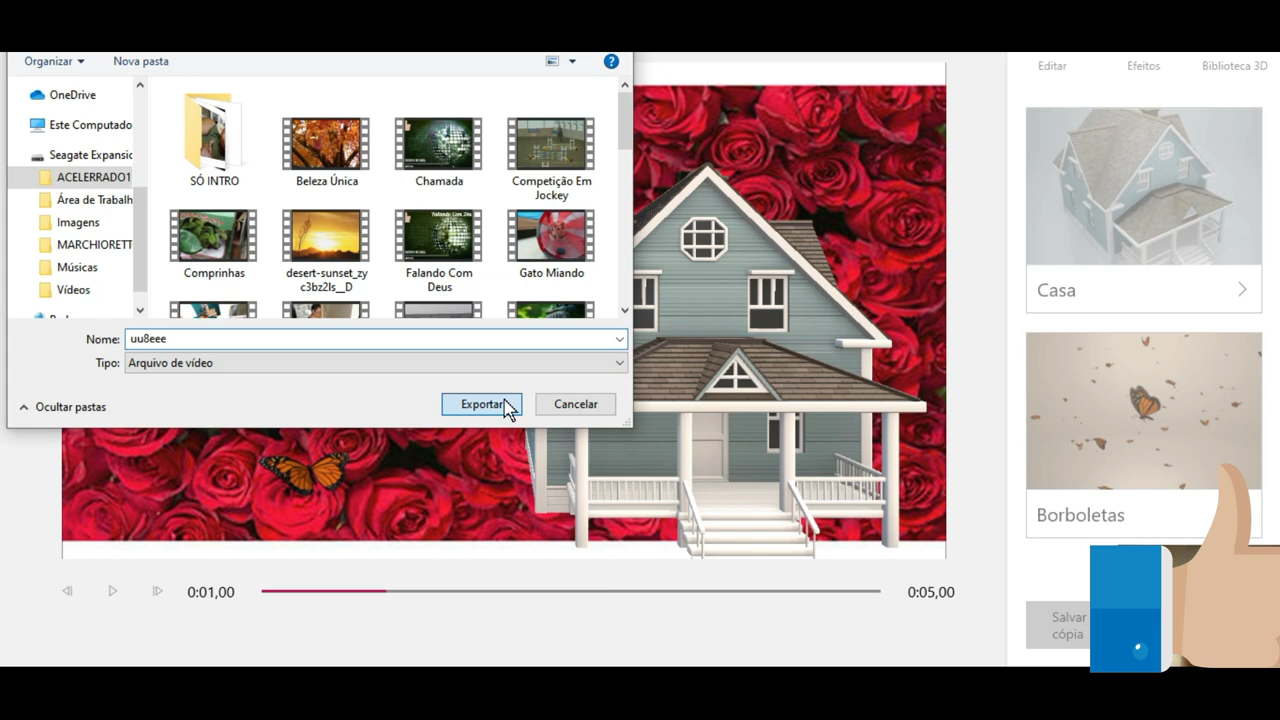 Organizar
Nova pasta
OneDrive
Este Computado
Seagate Expansic
ACELERRADO1
Área de Trabalh
Imagens
MARCHIORETT
Músicas
Vídeos
SÓ INTRO
Beleza Única
Chamada
Competição Em
Jockey
Comprinhas
desert-sunset_zy
c3bz2ls__D
Falando Com
Deus
Gato Miando
Nome:
uu8eee
Tipo:
Arquivo de vídeo
Ocultar pastas
Exportar
Cancelar
0:01,00
0:05,00
Editar
Efeitos
Biblioteca 3D
Casa
Borboletas
Salvar
cópia